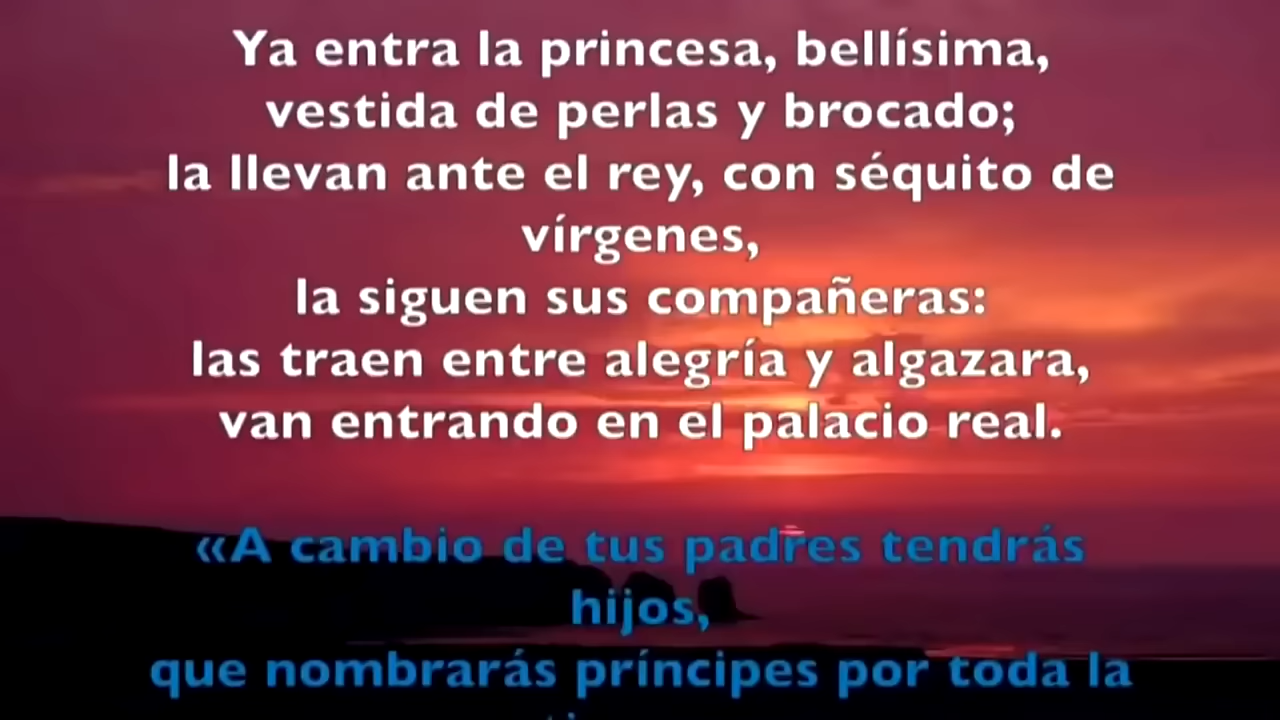 Ya entra la princesa, bellísima,
vestida de perlas y brocado;
la llevan ante el rey, con séquito de
vírgenes,
la siguen sus compañeras:
las traen entre alegría y algazara,
van entrando en el palacio real.
«A cambio de tus padres tendrás
hijos,
que nombrarás príncipes por toda la